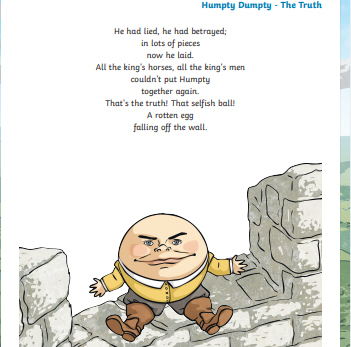 Humpty Dumpty - The Truth
He had lied, he had betrayed;
in lots of pieces
now he laid.
All the king's horses, all the king's men
couldn't put Humpty
together again.
That's the truth! That selfish ball!
A rotten egg
falling off the wall.